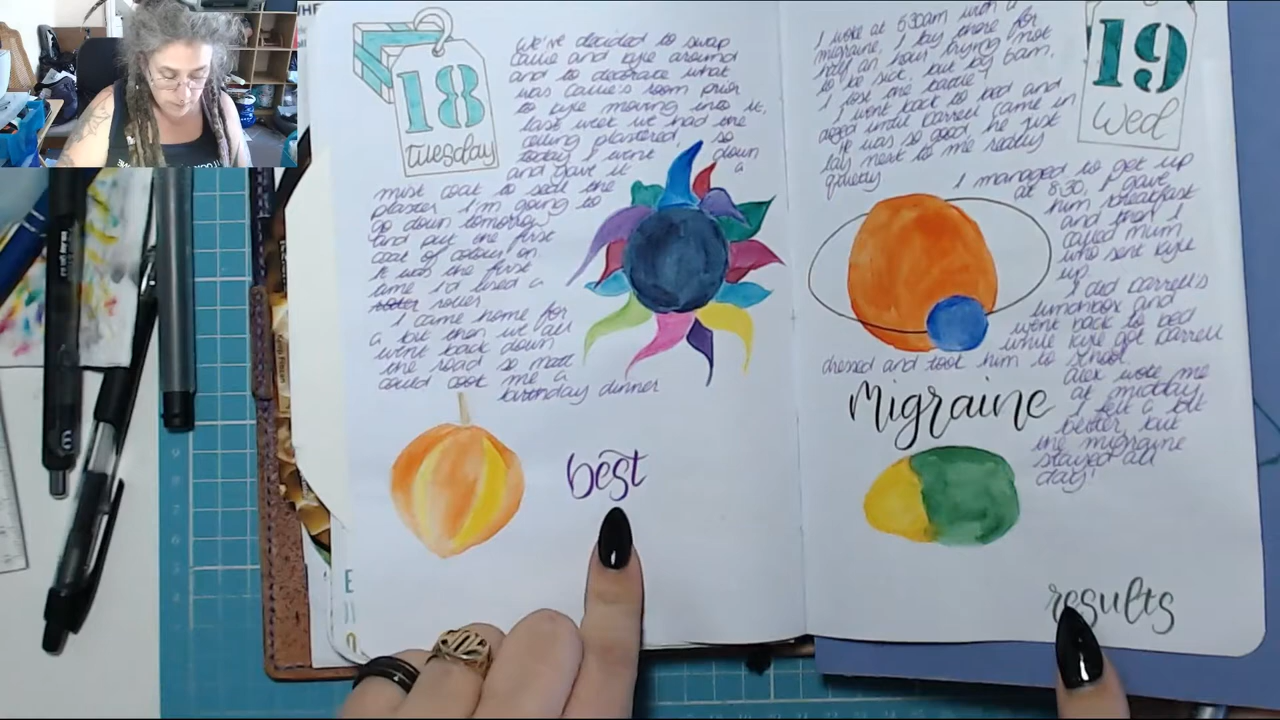 18
Tuesday
We've decided to swap
Callie and Kyle around
and to decorate what
was Callie's room prior
to Kyle moving into it,
last week we had the
ceiling plastered, so
today I went down
and gave it a
mist coat to seal the
plaster. I'm going to
go down tomorrow
and put the first
coat of colour on
it was the first
time I'd used a
roller
I came home for
a bit then we all
went back down
the road so Matt
could cook me a
birthday dinner
best
19
Wed
I woke at 5:30am with a
migraine, I lay there for
half an hour trying not
to be sick, but by 6am,
I lost the battle!
I went back to bed and
until Darrell came in
He was so good, he just
lay next to me really
quietly
I managed to get up
at 8:30, I gave
him breakfast
and then I
called mum
who sent Kyle
up.
I did Darrell's
lunchbox and
went back to bed
while Kyle got Darrell
dressed and took him to school
Alex woke me
at midday
I felt a bit
better, but
the migraine
stayed all
day!
Migraine
results